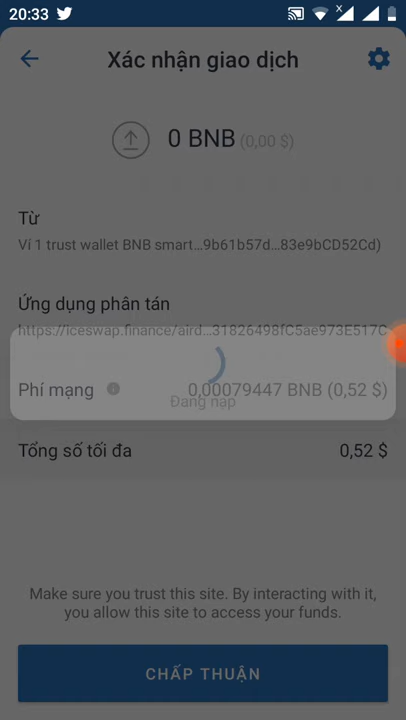 20:33
Xác nhận giao dịch
0 BNB (0,00 $)
Từ
Ví 1 trust wallet BNB smart...9b61b57d...83e9bCD52Cd)
Ứng dụng phân tán
https://iceswap.finance/aird...31826498fC5ae973E517C
Phí mạng 0,00079447 BNB (0,52 $)
Đang nạp
Tổng số tối đa 0,52 $
Make sure you trust this site. By interacting with it,
you allow this site to access your funds.
CHẤP THUẬN